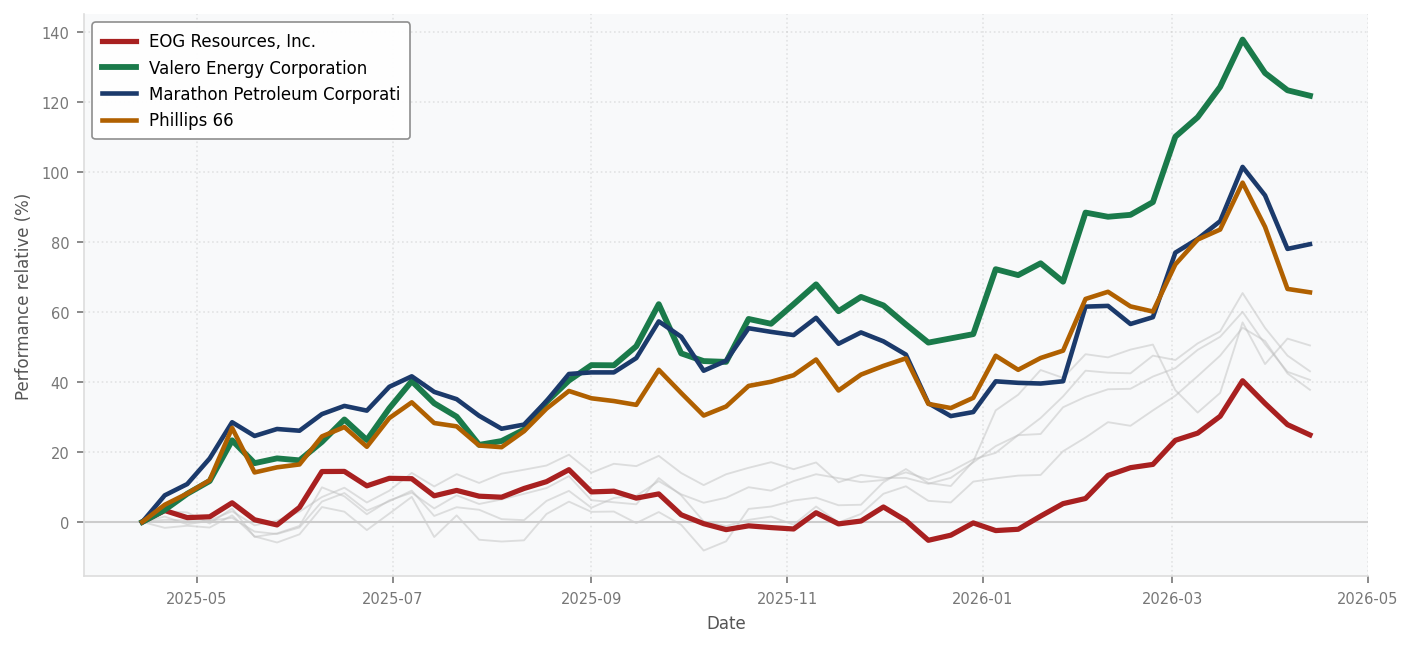 EOG Resources, Inc.
Valero Energy Corporation
Marathon Petroleum Corporati
Phillips 66
Performance relative (%)
140
120
100
80
60
40
20
0
2025-05
2025-07
2025-09
2025-11
2026-01
2026-03
2026-05
Date